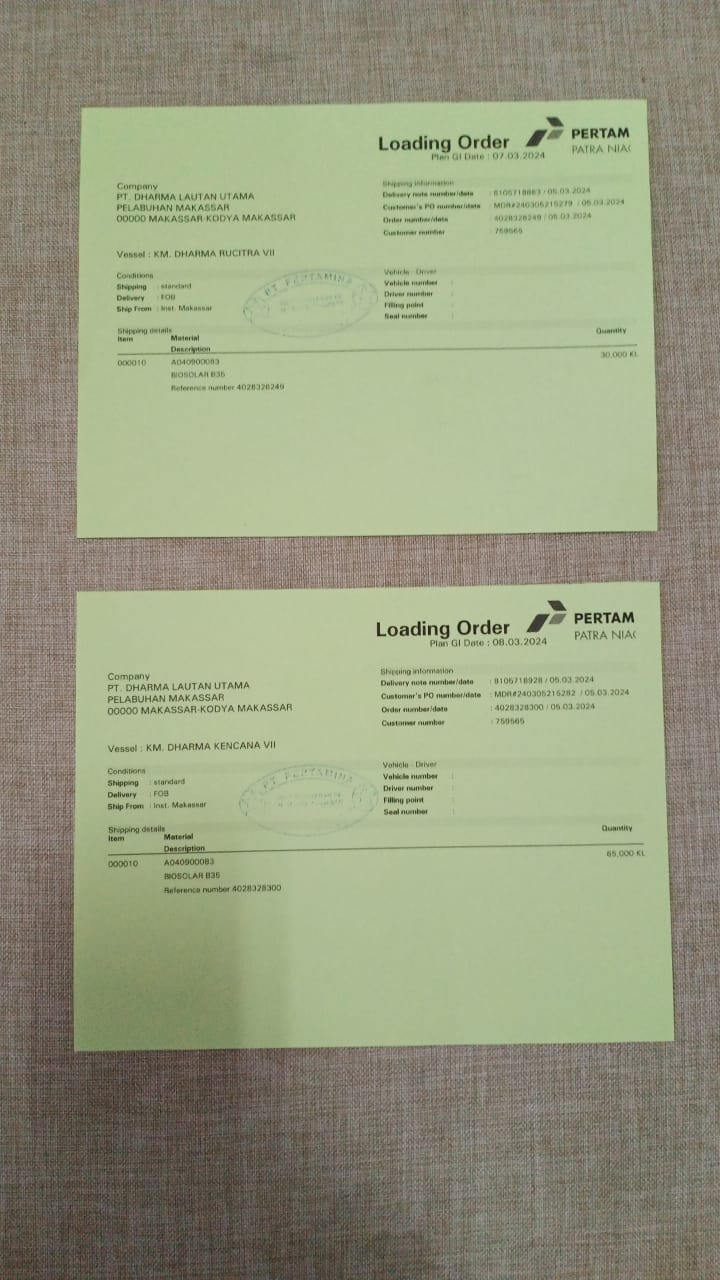 Loading Order
PERTAM
Plan GI Date : 07.03.2024
PATRA NIAG
Company
PT. DHARMA LAUTAN UTAMA
PELABUHAN MAKASSAR
00000 MAKASSAR-KODYA MAKASSAR
Shipping information
Delivery note number/date : 8105718883 / 05.03.2024
Customer's PO number/date : MDR#240305215279 / 05.03.2024
Order number/date : 4028328249 / 05.03.2024
Customer number : 759565
Vessel : KM. DHARMA RUCITRA VII
Conditions
Shipping : standard
Delivery : FOB
Ship From : Inst. Makassar
PT. PERTAMINA
Vehicle - Driver
Vehicle number :
Driver number :
Filling point :
Seal number :
Shipping details
Item Material Quantity
Description
000010 A040900083 30,000 KL
BIOSOLAR B35
Reference number 4028328249
Loading Order
PERTAM
Plan GI Date : 08.03.2024
PATRA NIAG
Company
PT. DHARMA LAUTAN UTAMA
PELABUHAN MAKASSAR
00000 MAKASSAR-KODYA MAKASSAR
Shipping information
Delivery note number/date : 8105718928 / 05.03.2024
Customer's PO number/date : MDR#240305215282 / 05.03.2024
Order number/date : 4028328300 / 05.03.2024
Customer number : 759565
Vessel : KM. DHARMA KENCANA VII
Conditions
Shipping : standard
Delivery : FOB
Ship From : Inst. Makassar
PT. PERTAMINA
Vehicle - Driver
Vehicle number :
Driver number :
Filling point :
Seal number :
Shipping details
Item Material Quantity
Description
000010 A040900083 65,000 KL
BIOSOLAR B35
Reference number 4028328300